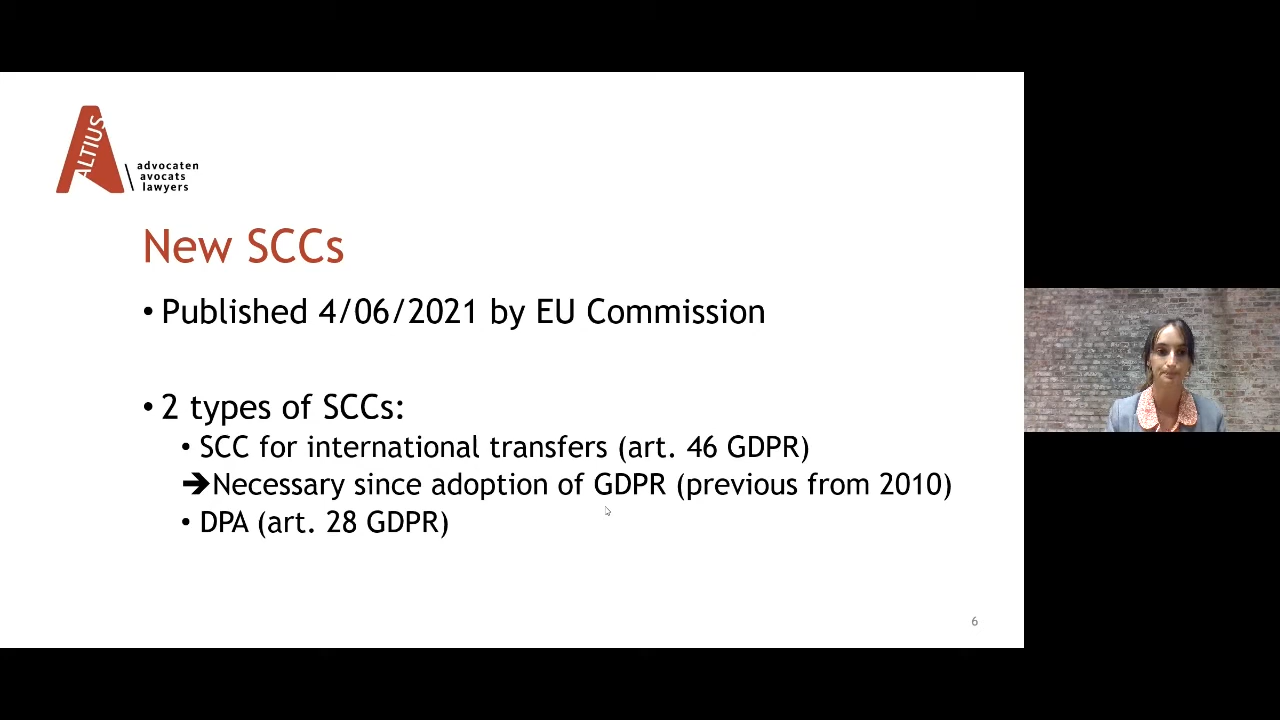 ALTIUS
advocaten
avocats
lawyers
New SCCs
• Published 4/06/2021 by EU Commission
• 2 types of SCCs:
• SCC for international transfers (art. 46 GDPR)
➔Necessary since adoption of GDPR (previous from 2010)
• DPA (art. 28 GDPR)
6